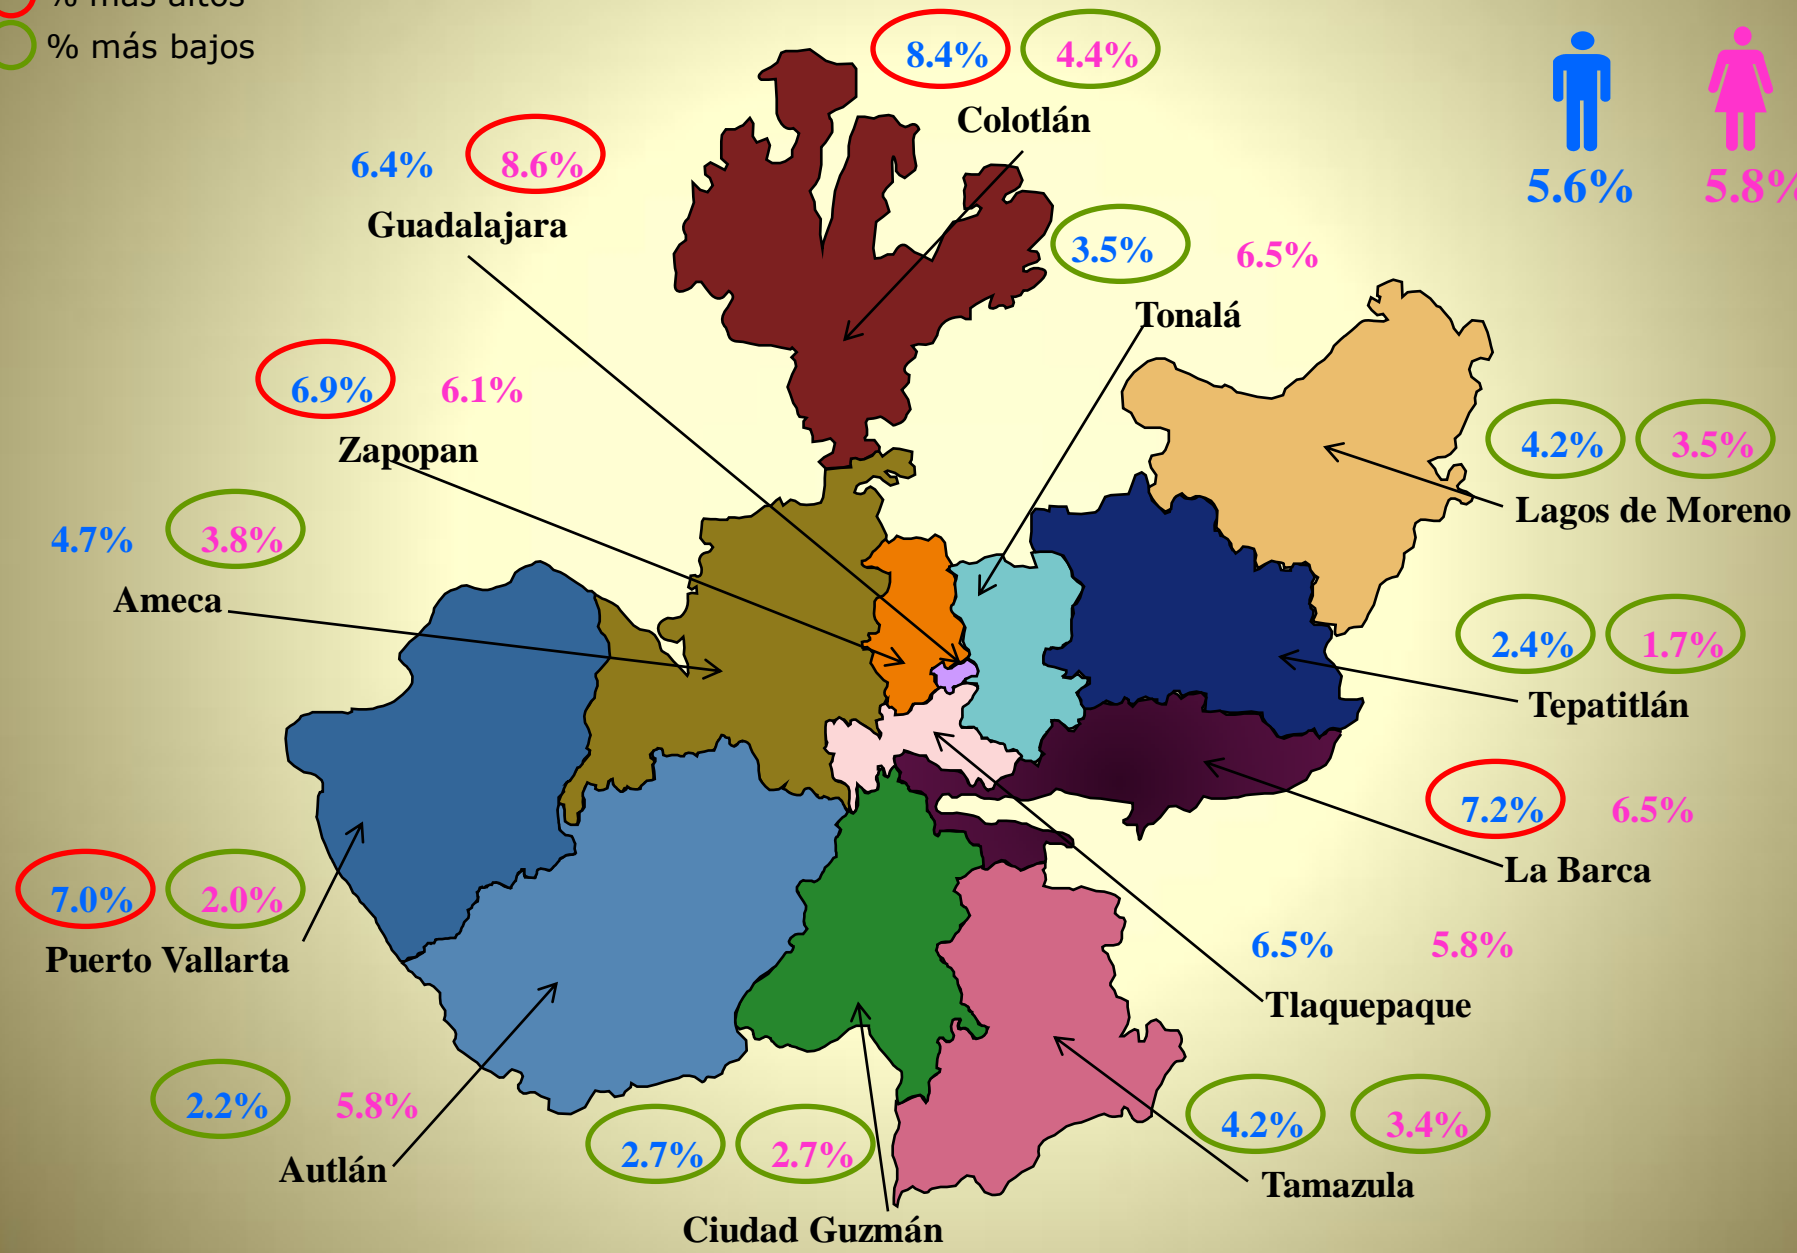 % más altos
% más bajos
8.4% 4.4%
Colotlán
5.6% 5.8%
6.4% 8.6%
Guadalajara
3.5% 6.5%
Tonalá
6.9% 6.1%
Zapopan
4.2% 3.5%
Lagos de Moreno
4.7% 3.8%
Ameca
2.4% 1.7%
Tepatitlán
7.2% 6.5%
La Barca
7.0% 2.0%
Puerto Vallarta
6.5% 5.8%
Tlaquepaque
2.2% 5.8%
Autlán
2.7% 2.7%
Ciudad Guzmán
4.2% 3.4%
Tamazula